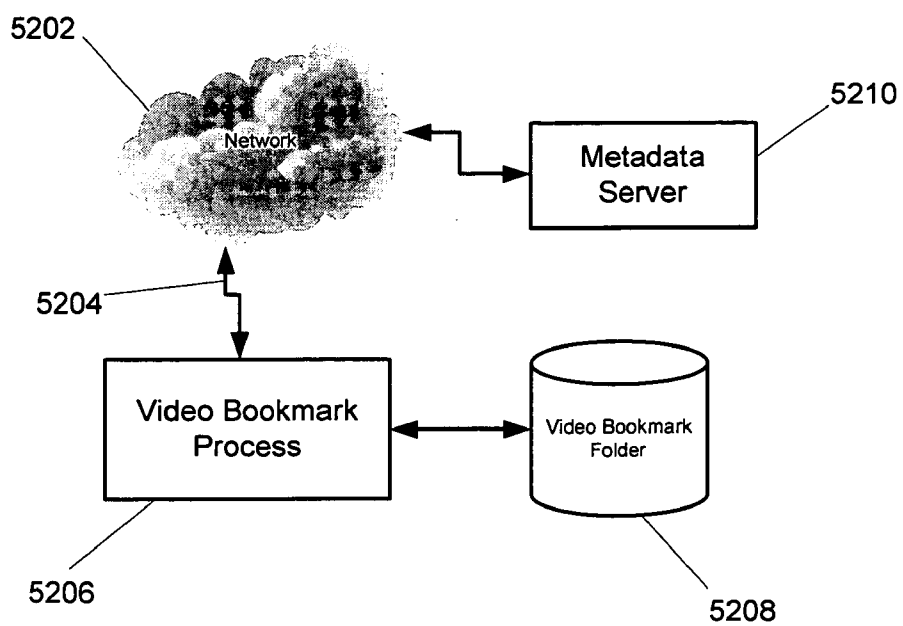 5202
Network
5210
Metadata
Server
5204
Video Bookmark
Process
Video Bookmark
Folder
5206
5208